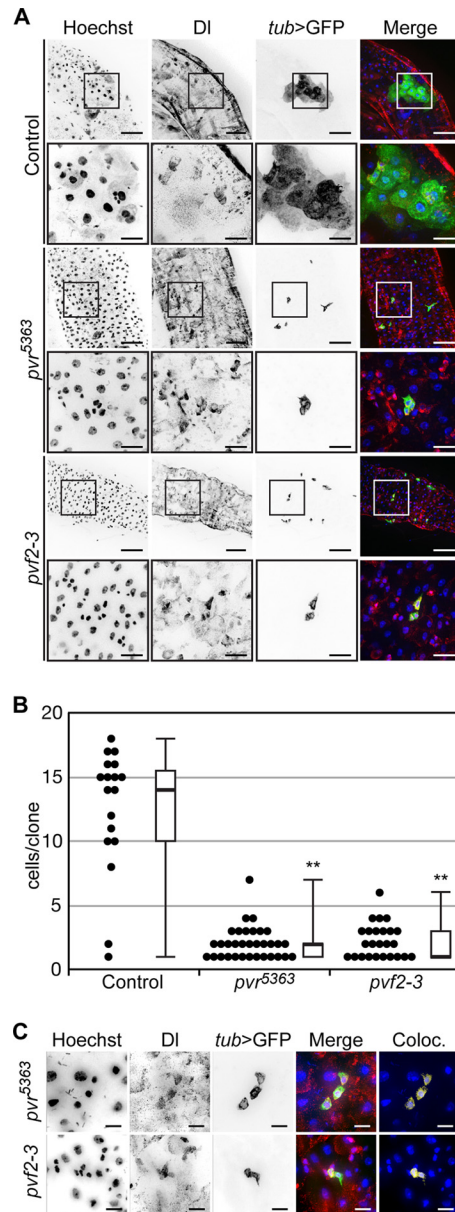 A
Hoechst Dl tub>GFP Merge
Control
pvr5363
pvf2-3
B
20
15
10
5
0
cells/clone
** **
Control pvr5363 pvf2-3
C
Hoechst Dl tub>GFP Merge Coloc.
pvr5363
pvf2-3